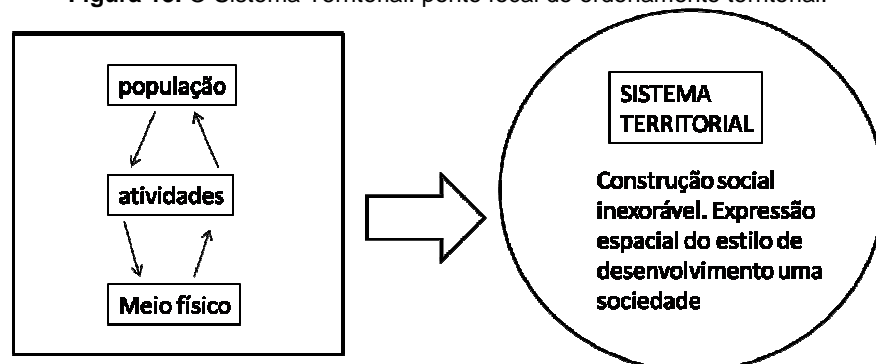 Figura O Sistema Territorial: ponto focal do ordenamento territorial.
população
atividades
Meio físico
SISTEMA
TERRITORIAL
Construção social
inexorável. Expressão
espacial do estilo de
desenvolvimento uma
sociedade